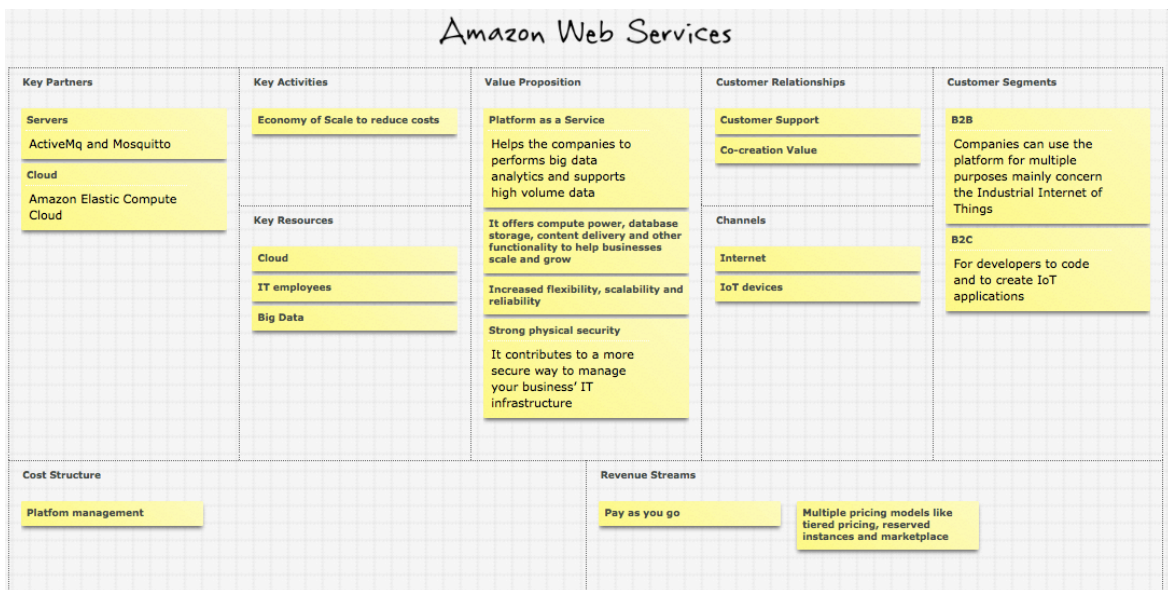 Amazon Web Services
Key Partners
Servers
ActiveMq and Mosquitto
Cloud
Amazon Elastic Compute
Cloud
Key Activities
Economy of Scale to reduce costs
Key Resources
Cloud
IT employees
Big Data
Value Proposition
Platform as a Service
Helps the companies to
performs big data
analytics and supports
high volume data
It offers compute power, database
storage, content delivery and other
functionality to help businesses
scale and grow
Increased flexibility, scalability and
reliability
Strong physical security
It contributes to a more
secure way to manage
your business’ IT
infrastructure
Customer Relationships
Customer Support
Co-creation Value
Channels
Internet
IoT devices
Customer Segments
B2B
Companies can use the
platform for multiple
purposes mainly concern
the Industrial Internet of
Things
B2C
For developers to code
and to create IoT
applications
Cost Structure
Platfom management
Revenue Streams
Pay as you go
Multiple pricing models like
tiered pricing, reserved
instances and marketplace